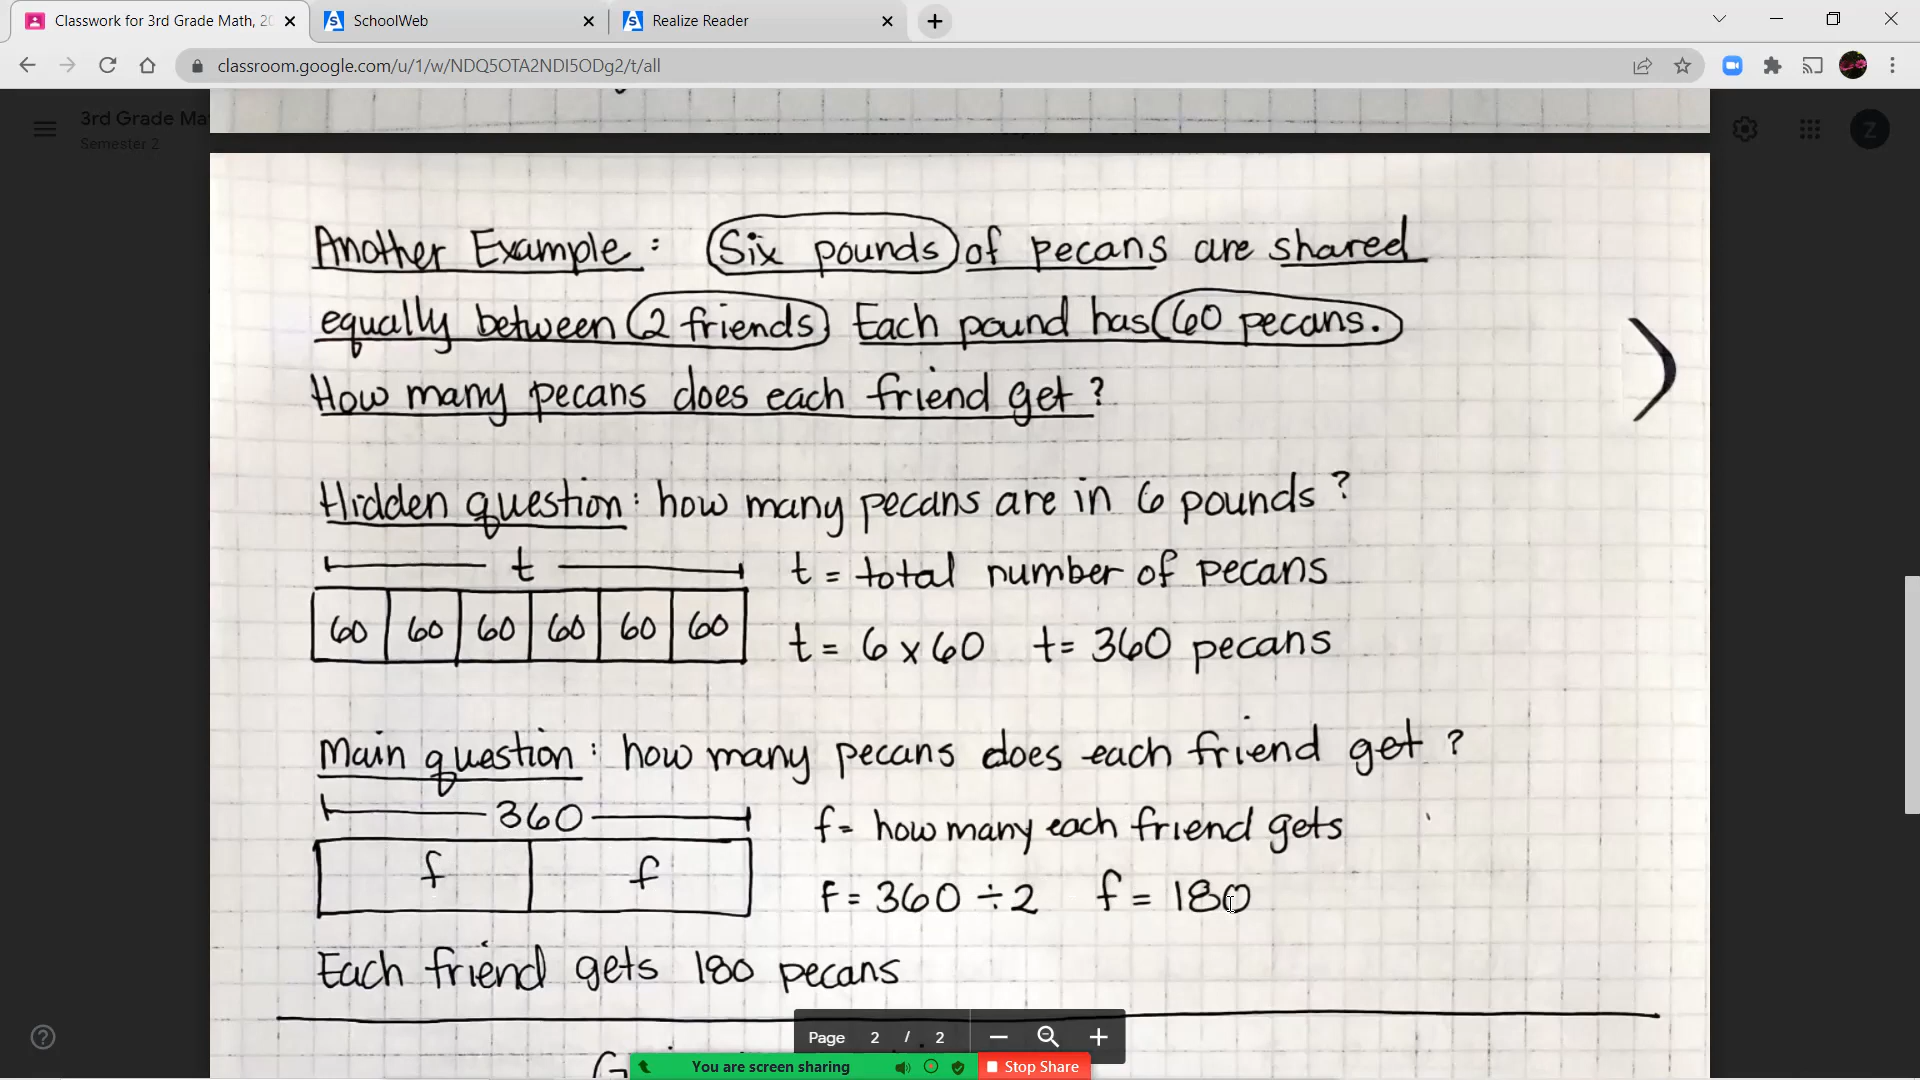 Classwork for 3rd Grade Math, 20
SchoolWeb
Realize Reader
classroom.google.com/u/1/w/NDQ5OTA2NDI5ODg2/t/all
3rd Grade Ma
Semester 2
Z
Another Example: Six pounds of pecans are shared
equally between 2 friends Each pound has 60 pecans.
How many pecans does each friend get?
Hidden question: how many pecans are in 6 pounds?
t t = total number of pecans
60 60 60 60 60 60 t = 6 x 60 t = 360 pecans
Main question: how many pecans does each friend get?
360 f = how many each friend gets
f f f = 360 ÷ 2 f = 180
Each friend gets 180 pecans
Page 2 / 2
You are screen sharing Stop Share